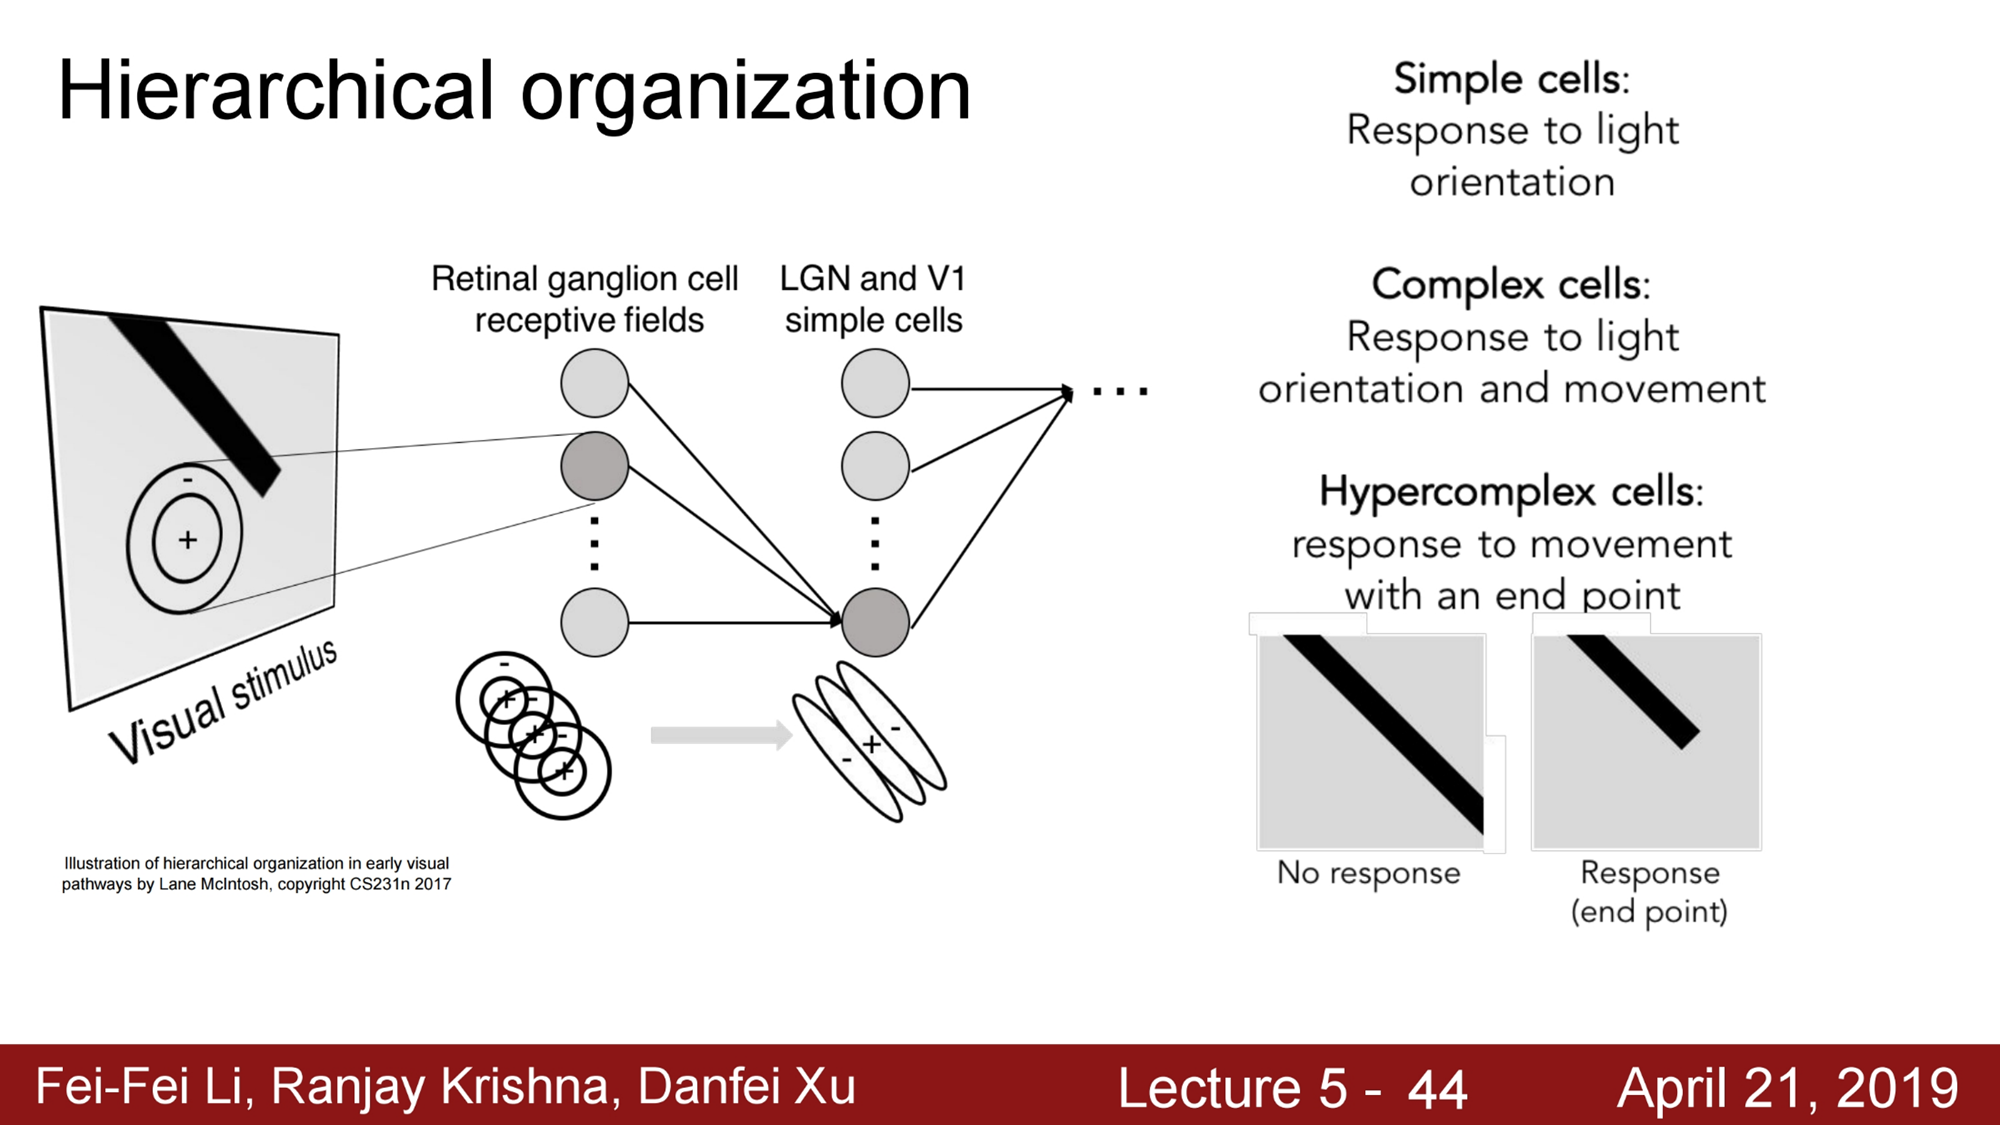 Hierarchical organization
Simple cells:
Response to light
orientation
Complex cells:
Response to light
orientation and movement
Hypercomplex cells:
response to movement
with an end point
No response
Response
(end point)
Retinal ganglion cell
receptive fields
LGN and V1
simple cells
. . .
-
+
Visual stimulus
-
+
-
+
-
+
-
+
-
Illustration of hierarchical organization in early visual
pathways by Lane McIntosh, copyright CS231n 2017
Fei-Fei Li, Ranjay Krishna, Danfei Xu
Lecture 5 - 44
April 21, 2019